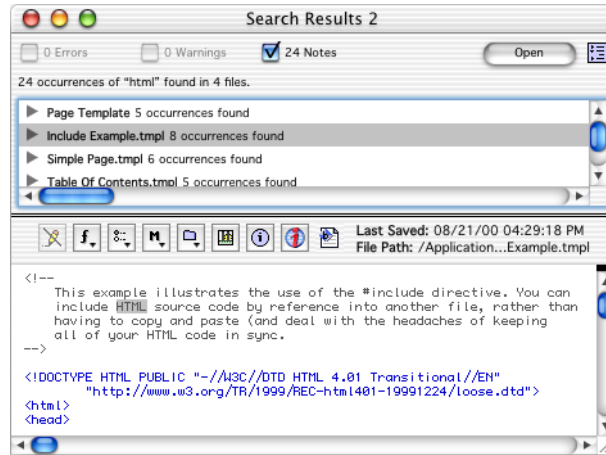 Search Results 2
0 Errors 0 Warnings 24 Notes Open
24 occurrences of "html" found in 4 files.
Page Template 5 occurrences found
Include Example.tmpl 8 occurrences found
Simple Page.tmpl 6 occurrences found
Table Of Contents.tmpl 5 occurrences found
Last Saved: 08/21/00 04:29:18 PM
File Path: /Application...Example.tmpl
<!--
This example illustrates the use of the #include directive. You can
include HTML source code by reference into another file, rather than
having to copy and paste (and deal with the headaches of keeping
all of your HTML code in sync.
-->
<!DOCTYPE HTML PUBLIC "-//W3C//DTD HTML 4.01 Transitional//EN"
"http://www.w3.org/TR/1999/REC-html401-19991224/loose.dtd">
<html>
<head>